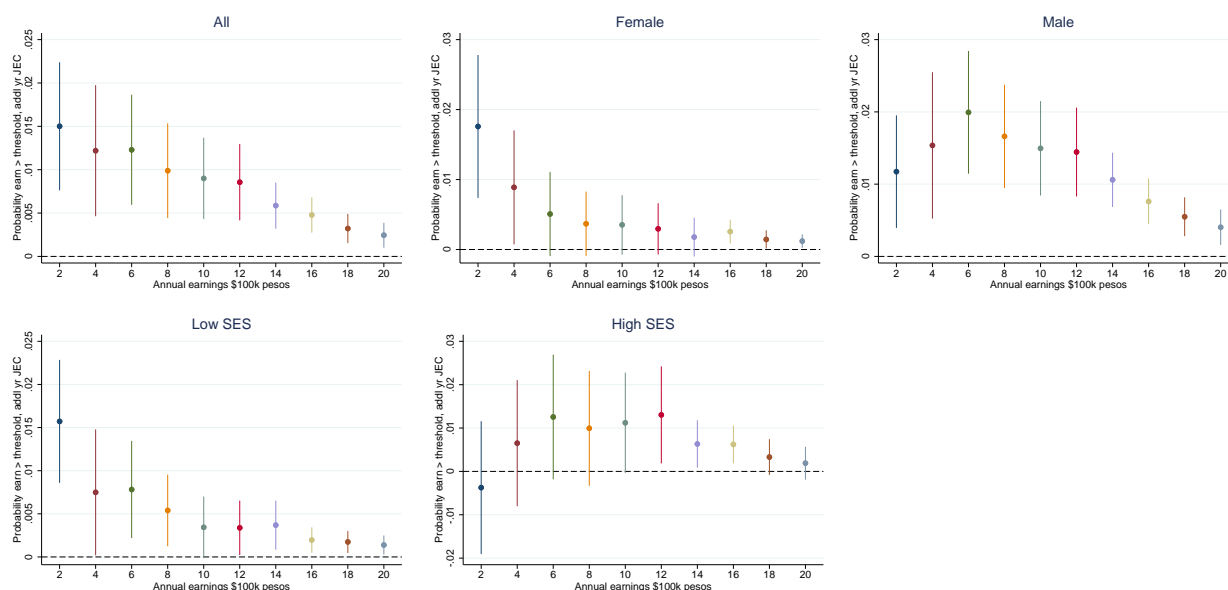 All
Probability earn > threshold, addl yr JEC
0 .005 .01 .015 .02 .025
2 4 6 8 10 12 14 16 18 20
Annual earnings $100k pesos
Female
Probability earn > threshold, addl yr JEC
0 .01 .02 .03
2 4 6 8 10 12 14 16 18 20
Annual earnings $100k pesos
Male
Probability earn > threshold, addl yr JEC
0 .01 .02 .03
2 4 6 8 10 12 14 16 18 20
Annual earnings $100k pesos
Low SES
Probability earn > threshold, addl yr JEC
0 .005 .01 .015 .02 .025
2 4 6 8 10 12 14 16 18 20
Annual earnings $100k pesos
High SES
Probability earn > threshold, addl yr JEC
-.02 -.01 0 .01 .02 .03
2 4 6 8 10 12 14 16 18 20
Annual earnings $100k pesos